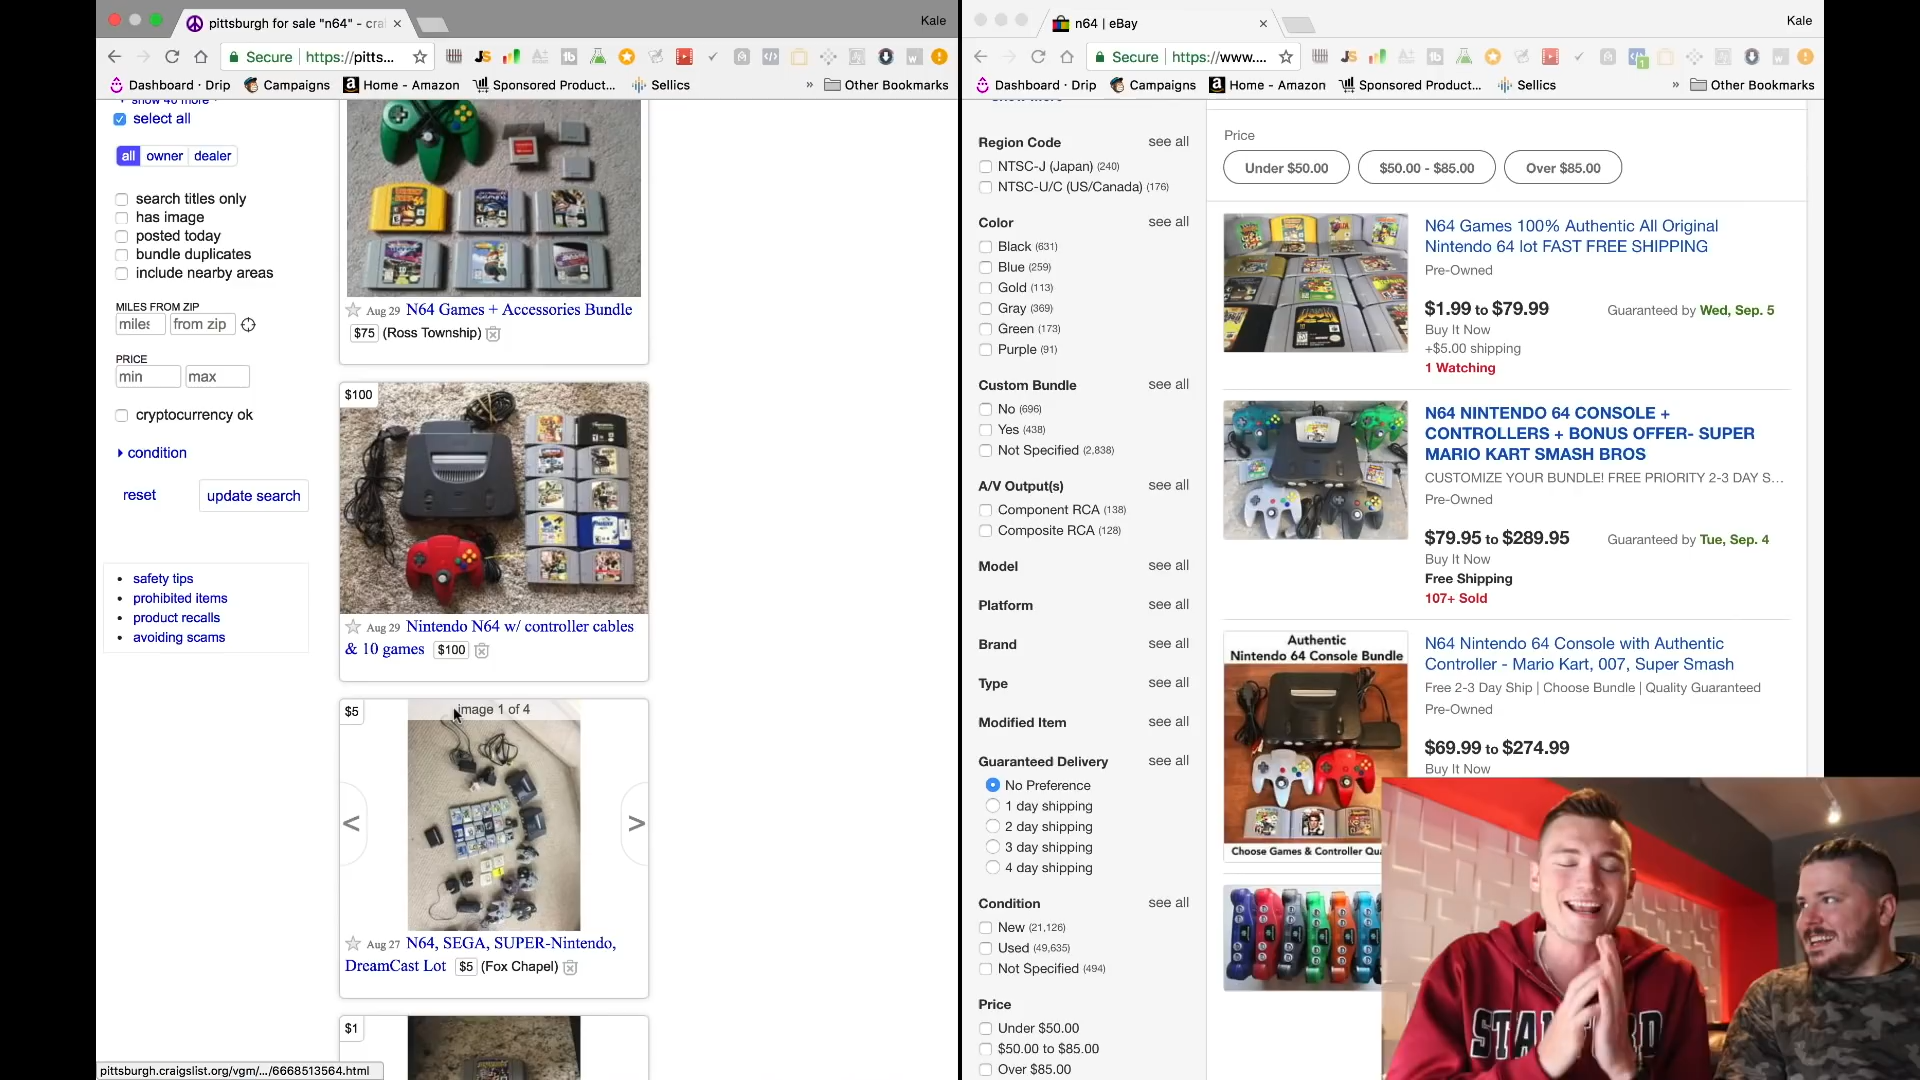 pittsburgh for sale "n64" - cra
Kale
Secure
https://pitts...
Dashboard · Drip
Campaigns
Home - Amazon
Sponsored Product...
Sellics
»
Other Bookmarks
show 46 more
select all
all
owner
dealer
search titles only
has image
posted today
bundle duplicates
include nearby areas
MILES FROM ZIP
miles
from zip
PRICE
min
max
cryptocurrency ok
condition
reset
update search
safety tips
prohibited items
product recalls
avoiding scams
Aug 29 N64 Games + Accessories Bundle
$75 (Ross Township)
$100
Aug 29 Nintendo N64 w/ controller cables
& 10 games $100
$5
image 1 of 4
<
>
Aug 27 N64, SEGA, SUPER-Nintendo,
DreamCast Lot $5 (Fox Chapel)
$1
pittsburgh.craigslist.org/vgm/.../6668513564.html
n64 | eBay
Kale
Secure
https://www....
Dashboard · Drip
Campaigns
Home - Amazon
Sponsored Product...
Sellics
»
Other Bookmarks
Region Code see all
NTSC-J (Japan) (240)
NTSC-U/C (US/Canada) (176)
Color see all
Black (631)
Blue (259)
Gold (113)
Gray (369)
Green (173)
Purple (91)
Custom Bundle see all
No (696)
Yes (438)
Not Specified (2,838)
A/V Output(s) see all
Component RCA (138)
Composite RCA (128)
Model see all
Platform see all
Brand see all
Type see all
Modified Item see all
Guaranteed Delivery see all
No Preference
1 day shipping
2 day shipping
3 day shipping
4 day shipping
Condition see all
New (21,126)
Used (49,635)
Not Specified (494)
Price
Under $50.00
$50.00 to $85.00
Over $85.00
Price
Under $50.00
$50.00 - $85.00
Over $85.00
N64 Games 100% Authentic All Original
Nintendo 64 lot FAST FREE SHIPPING
Pre-Owned
$1.99 to $79.99
Guaranteed by Wed, Sep. 5
Buy It Now
+$5.00 shipping
1 Watching
N64 NINTENDO 64 CONSOLE +
CONTROLLERS + BONUS OFFER- SUPER
MARIO KART SMASH BROS
CUSTOMIZE YOUR BUNDLE! FREE PRIORITY 2-3 DAY S...
Pre-Owned
$79.95 to $289.95
Guaranteed by Tue, Sep. 4
Buy It Now
Free Shipping
107+ Sold
Authentic
Nintendo 64 Console Bundle
Choose Games & Controller Qua
N64 Nintendo 64 Console with Authentic
Controller - Mario Kart, 007, Super Smash
Free 2-3 Day Ship | Choose Bundle | Quality Guaranteed
Pre-Owned
$69.99 to $274.99
Buy It Now